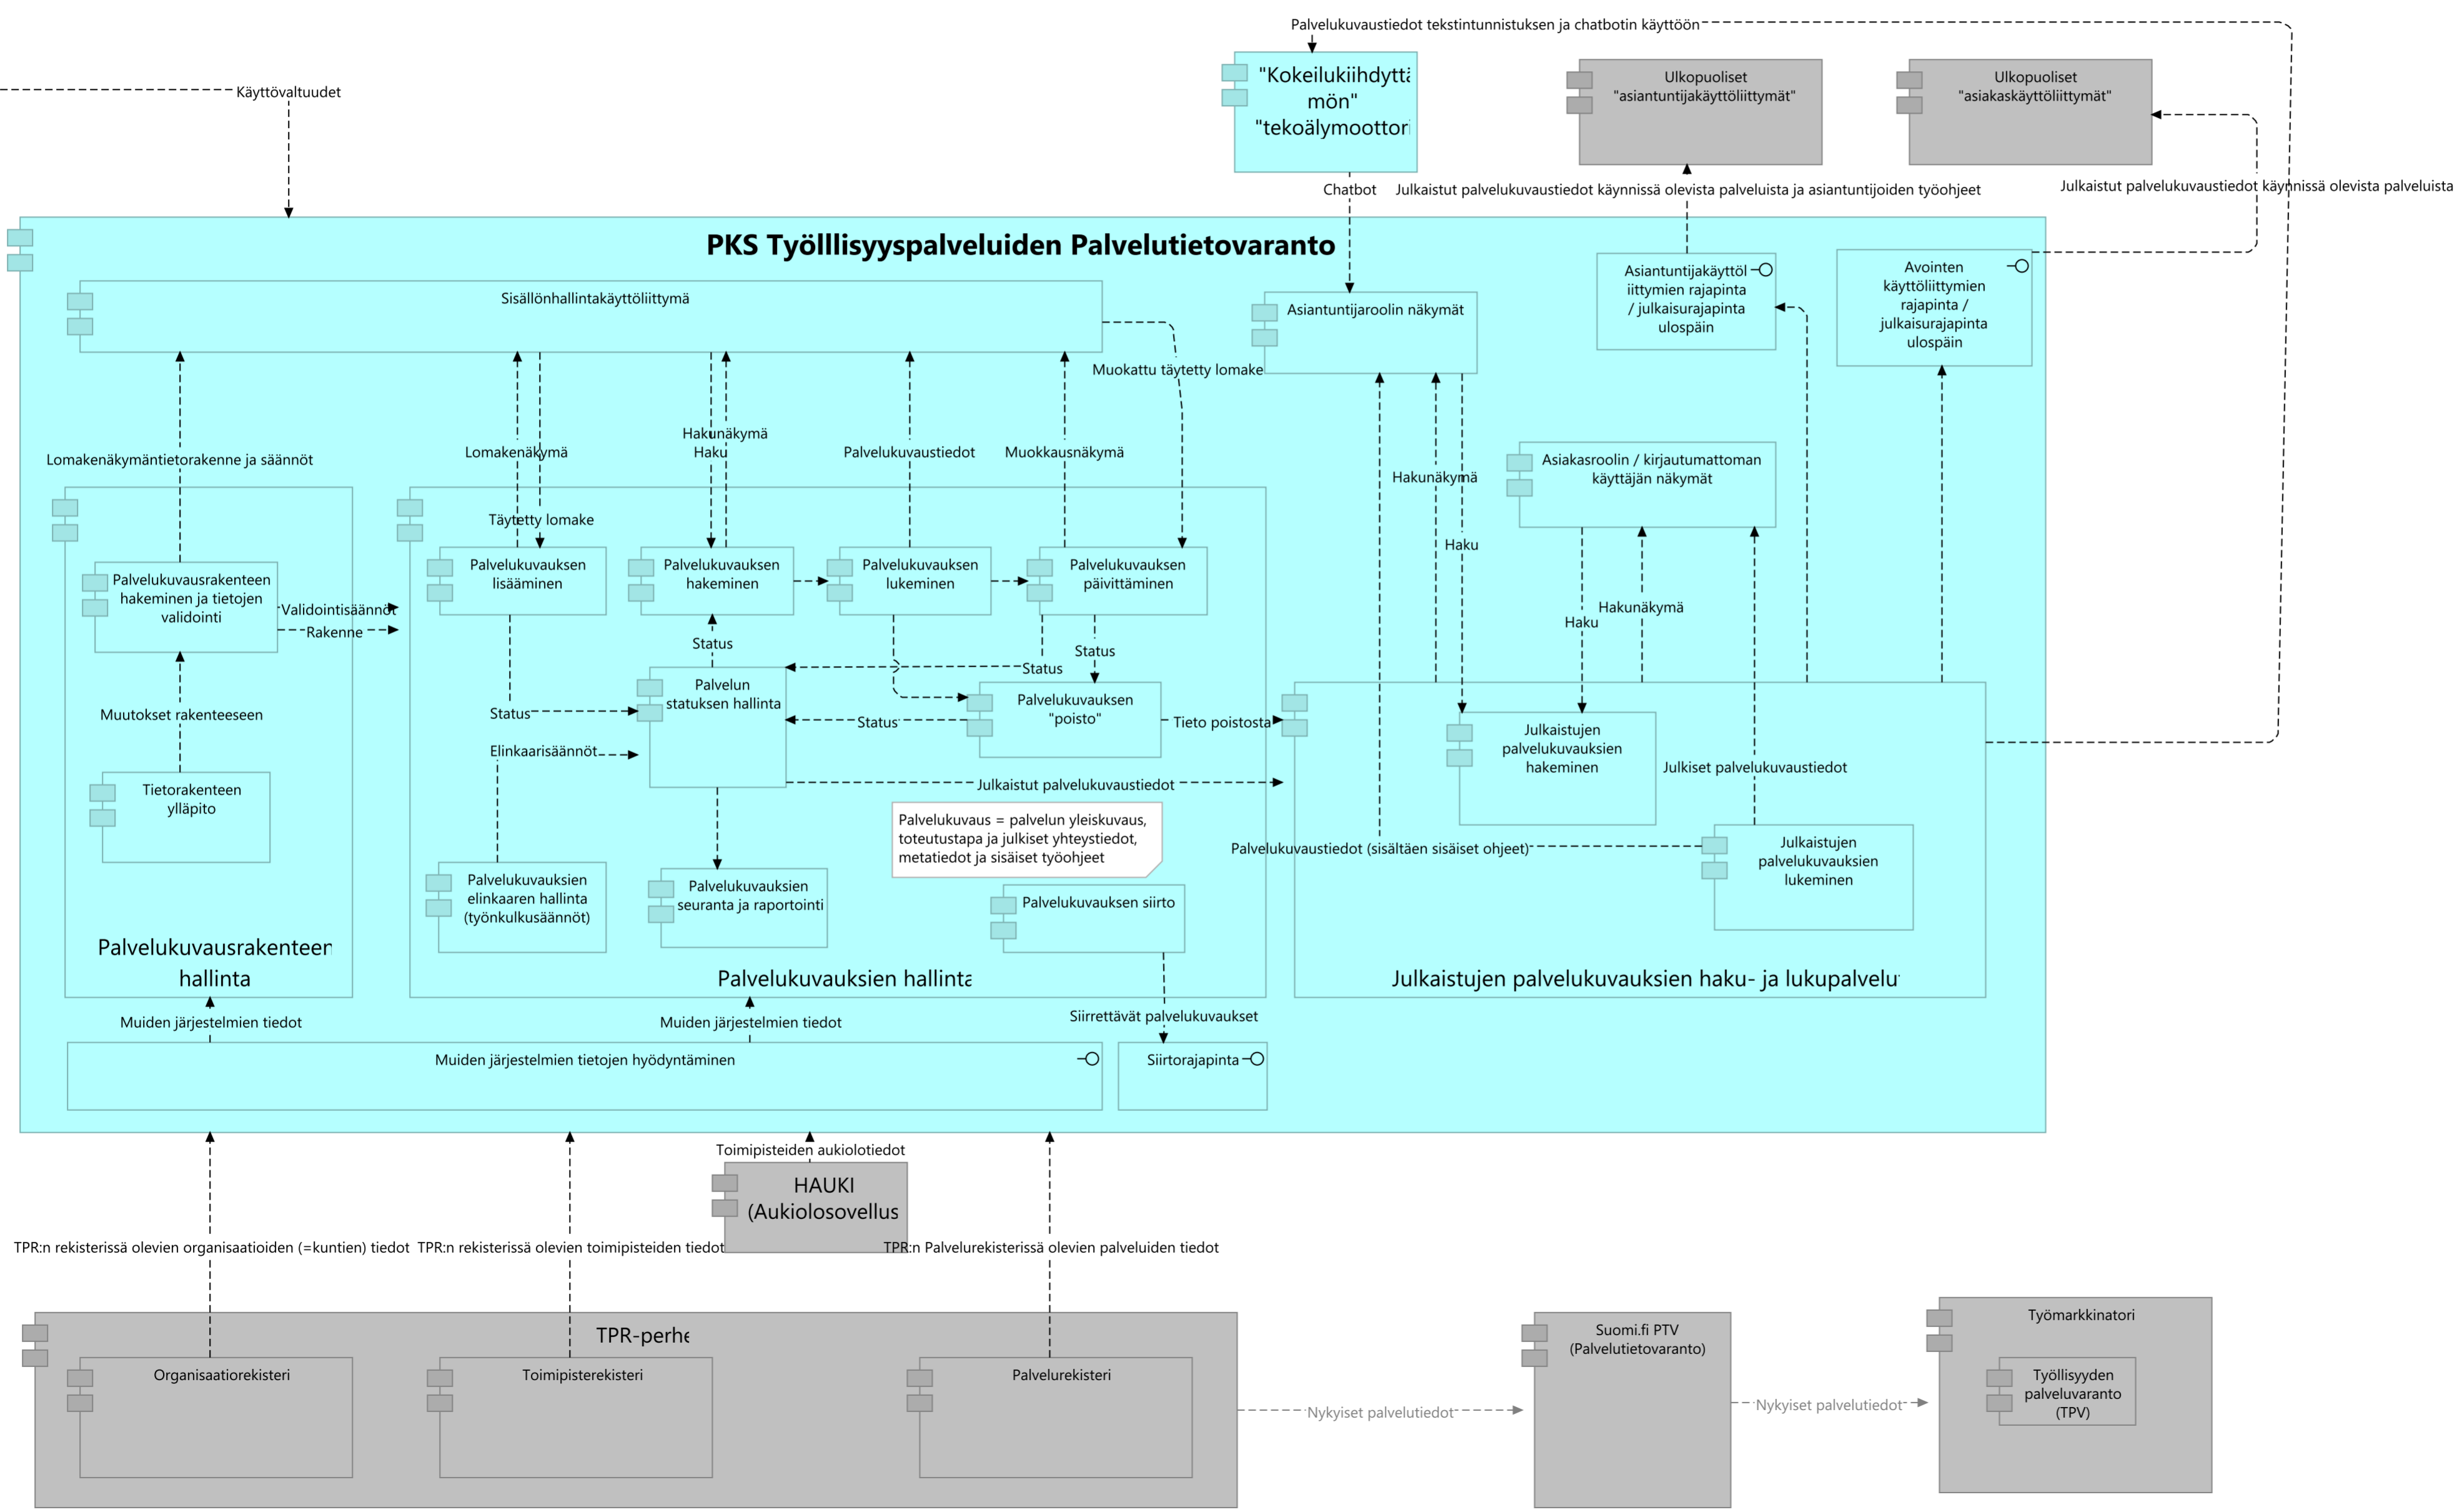 Palvelukuvaustiedot tekstintunnistuksen ja chatbotin käyttöön
"Kokeilukiihdyttä
mön"
"tekoälymoottori
Ulkopuoliset
"asiantuntijakäyttöliittymät"
Ulkopuoliset
"asiakaskäyttöliittymät"
Käyttövaltuudet
Chatbot
Julkaistut palvelukuvaustiedot käynnissä olevista palveluista ja asiantuntijoiden työohjeet
Julkaistut palvelukuvaustiedot käynnissä olevista palveluista
PKS Työlllisyyspalveluiden Palvelutietovaranto
Sisällönhallintakäyttöliittymä
Asiantuntijaroolin näkymät
Asiantuntijakäyttöl
iittymien rajapinta
/ julkaisurajapinta
ulospäin
Avointen
käyttöliittymien
rajapinta /
julkaisurajapinta
ulospäin
Muokattu täytetty lomake
Lomakenäkymäntietorakenne ja säännöt
Lomakenäkymä
Hakunäkymä
Haku
Palvelukuvaustiedot
Muokkausnäkymä
Hakunäkymä
Asiakasroolin / kirjautumattoman
käyttäjän näkymät
Täytetty lomake
Haku
Palvelukuvausrakenteen
hakeminen ja tietojen
validointi
Validointisäännöt
Rakenne
Palvelukuvauksen
lisääminen
Palvelukuvauksen
hakeminen
Palvelukuvauksen
lukeminen
Palvelukuvauksen
päivittäminen
Hakunäkymä
Haku
Status
Status
Status
Muutokset rakenteeseen
Status
Palvelun
statuksen hallinta
Palvelukuvauksen
"poisto"
Status
Tieto poistosta
Elinkaarisäännöt
Julkaistujen
palvelukuvauksien
hakeminen
Julkiset palvelukuvaustiedot
Tietorakenteen
ylläpito
Julkaistut palvelukuvaustiedot
Palvelukuvaus = palvelun yleiskuvaus,
toteutustapa ja julkiset yhteystiedot,
metatiedot ja sisäiset työohjeet
Palvelukuvaustiedot (sisältäen sisäiset ohjeet)
Julkaistujen
palvelukuvauksien
lukeminen
Palvelukuvauksien
elinkaaren hallinta
(työnkulkusäännöt)
Palvelukuvauksien
seuranta ja raportointi
Palvelukuvauksen siirto
Palvelukuvausrakenteen
hallinta
Palvelukuvauksien hallinta
Julkaistujen palvelukuvauksien haku- ja lukupalvelu
Muiden järjestelmien tiedot
Muiden järjestelmien tiedot
Siirrettävät palvelukuvaukset
Muiden järjestelmien tietojen hyödyntäminen
Siirtorajapinta
Toimipisteiden aukiolotiedot
HAUKI
(Aukiolosovellus
TPR:n rekisterissä olevien organisaatioiden (=kuntien) tiedot
TPR:n rekisterissä olevien toimipisteiden tiedot
TPR:n Palvelurekisterissä olevien palveluiden tiedot
TPR-perhe
Organisaatiorekisteri
Toimipisterekisteri
Palvelurekisteri
Nykyiset palvelutiedot
Suomi.fi PTV
(Palvelutietovaranto)
Nykyiset palvelutiedot
Työmarkkinatori
Työllisyyden
palveluvaranto
(TPV)